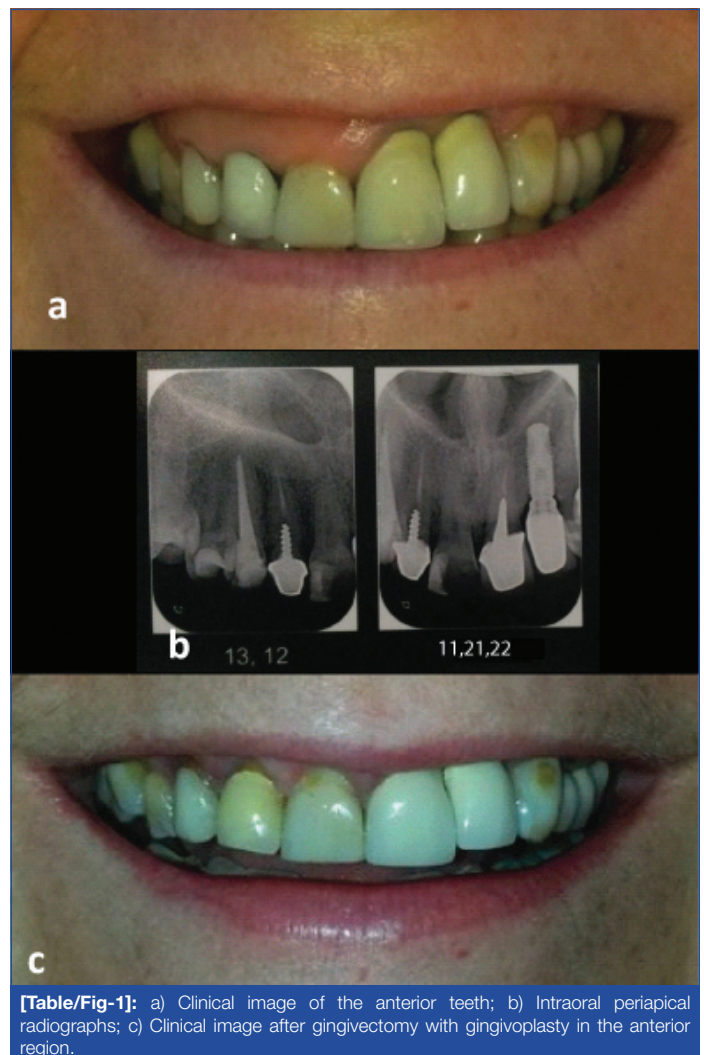 a
b
13, 12
11,21,22
c
[Table/Fig-1]: a) Clinical image of the anterior teeth; b) Intraoral periapical
radiographs; c) Clinical image after gingivectomy with gingivoplasty in the anterior
region.